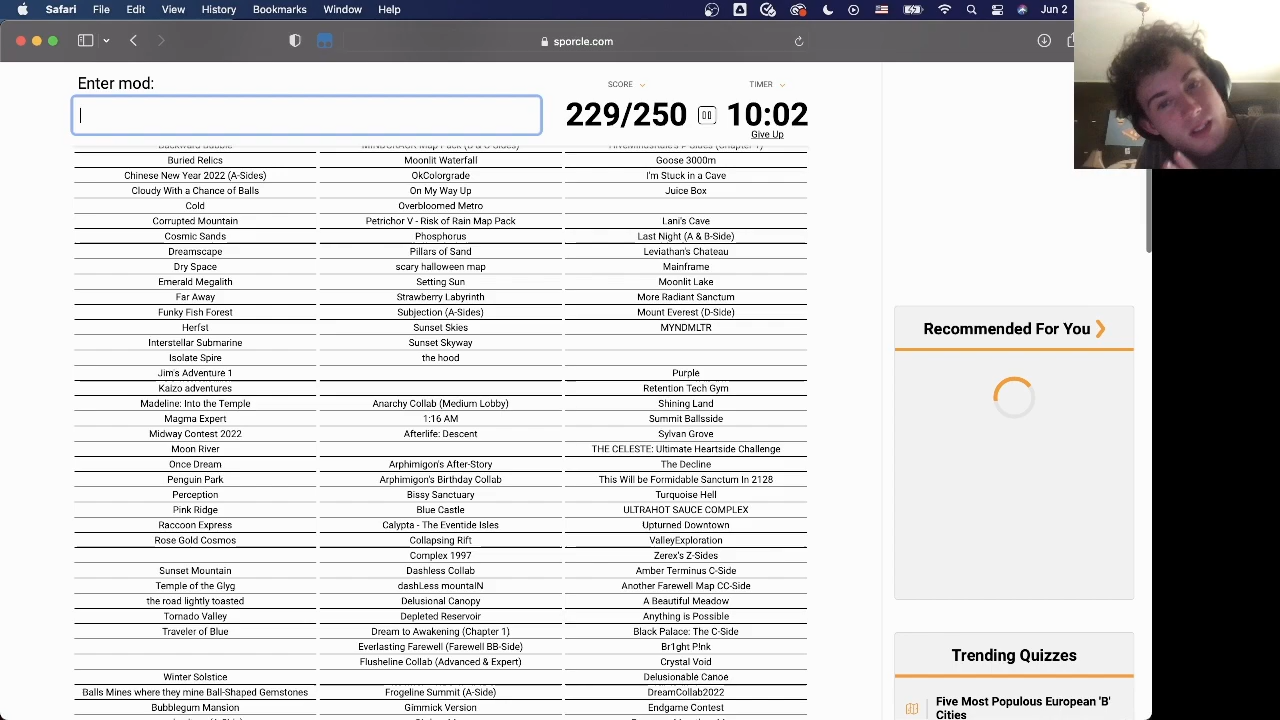 Safari File Edit View History Bookmarks Window Help Jun 2
sporcle.com
Enter mod:
SCORE
TIMER
229/250
10:02
Give Up
Buried Relics
Chinese New Year 2022 (A-Sides)
Cloudy With a Chance of Balls
Cold
Corrupted Mountain
Cosmic Sands
Dreamscape
Dry Space
Emerald Megalith
Far Away
Funky Fish Forest
Herfst
Interstellar Submarine
Isolate Spire
Jim's Adventure 1
Kaizo adventures
Madeline: Into the Temple
Magma Expert
Midway Contest 2022
Moon River
Once Dream
Penguin Park
Perception
Pink Ridge
Raccoon Express
Rose Gold Cosmos
Sunset Mountain
Temple of the Glyg
the road lightly toasted
Tornado Valley
Traveler of Blue
Winter Solstice
Balls Mines where they mine Ball-Shaped Gemstones
Bubblegum Mansion
Moonlit Waterfall
OkColorgrade
On My Way Up
Overbloomed Metro
Petrichor V - Risk of Rain Map Pack
Phosphorus
Pillars of Sand
scary halloween map
Setting Sun
Strawberry Labyrinth
Subjection (A-Sides)
Sunset Skies
Sunset Skyway
the hood
Anarchy Collab (Medium Lobby)
1:16 AM
Afterlife: Descent
Arphimigon's After-Story
Arphimigon's Birthday Collab
Bissy Sanctuary
Blue Castle
Calypta - The Eventide Isles
Collapsing Rift
Complex 1997
Dashless Collab
dashLess mountaIN
Delusional Canopy
Depleted Reservoir
Dream to Awakening (Chapter 1)
Everlasting Farewell (Farewell BB-Side)
Flusheline Collab (Advanced & Expert)
Frogeline Summit (A-Side)
Gimmick Version
Goose 3000m
I'm Stuck in a Cave
Juice Box
Lani's Cave
Last Night (A & B-Side)
Leviathan's Chateau
Mainframe
Moonlit Lake
More Radiant Sanctum
Mount Everest (D-Side)
MYNDMLTR
Purple
Retention Tech Gym
Shining Land
Summit Ballsside
Sylvan Grove
THE CELESTE: Ultimate Heartside Challenge
The Decline
This Will be Formidable Sanctum In 2128
Turquoise Hell
ULTRAHOT SAUCE COMPLEX
Upturned Downtown
ValleyExploration
Zerex's Z-Sides
Amber Terminus C-Side
Another Farewell Map CC-Side
A Beautiful Meadow
Anything is Possible
Black Palace: The C-Side
Br1ght P!nk
Crystal Void
Delusionable Canoe
DreamCollab2022
Endgame Contest
Recommended For You
Trending Quizzes
Five Most Populous European 'B'
Cities